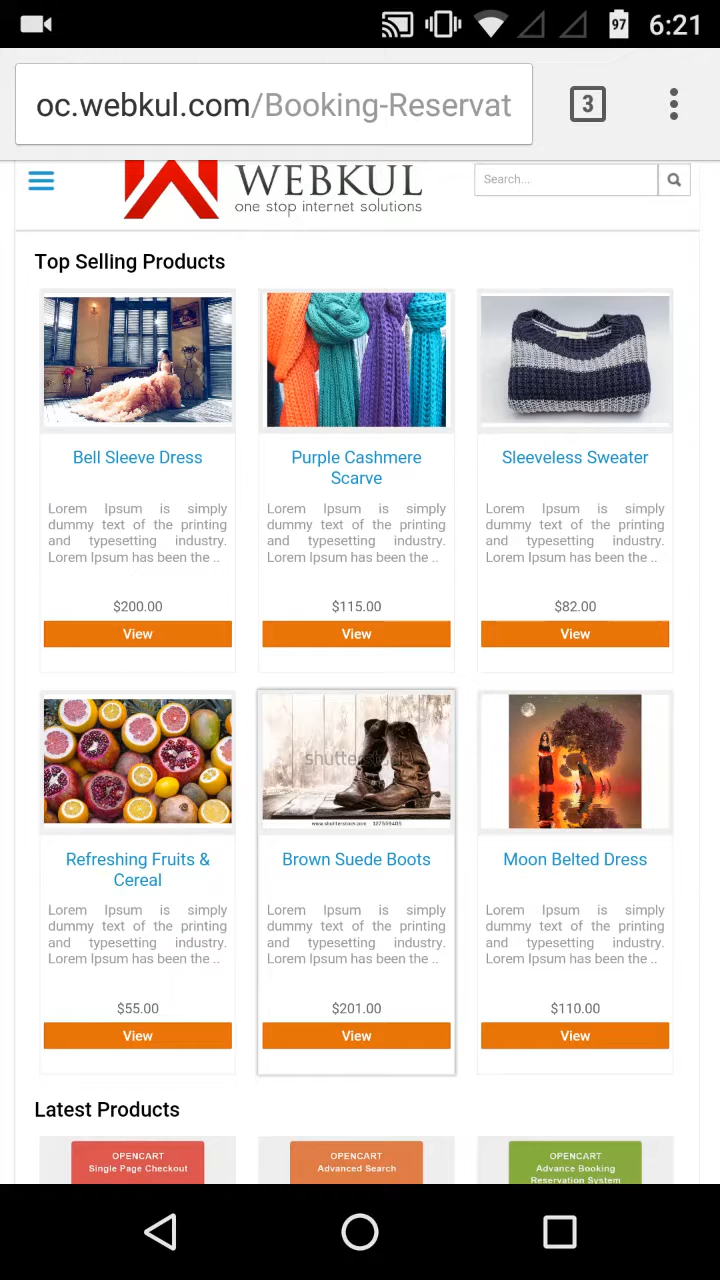 97
6:21
oc.webkul.com/Booking-Reservat
3
WEBKUL
one stop internet solutions
Search...
Top Selling Products
Bell Sleeve Dress
Lorem Ipsum is simply
dummy text of the printing
and typesetting industry.
Lorem Ipsum has been the ..
$200.00
View
Purple Cashmere
Scarve
Lorem Ipsum is simply
dummy text of the printing
and typesetting industry.
Lorem Ipsum has been the ..
$115.00
View
Sleeveless Sweater
Lorem Ipsum is simply
dummy text of the printing
and typesetting industry.
Lorem Ipsum has been the ..
$82.00
View
Refreshing Fruits &
Cereal
Lorem Ipsum is simply
dummy text of the printing
and typesetting industry.
Lorem Ipsum has been the ..
$55.00
View
shutterstock
www.shutterstock.com
Brown Suede Boots
Lorem Ipsum is simply
dummy text of the printing
and typesetting industry.
Lorem Ipsum has been the ..
$201.00
View
Moon Belted Dress
Lorem Ipsum is simply
dummy text of the printing
and typesetting industry.
Lorem Ipsum has been the ..
$110.00
View
Latest Products
OPENCART
Single Page Checkout
OPENCART
Advanced Search
OPENCART
Advance Booking
Reservation System